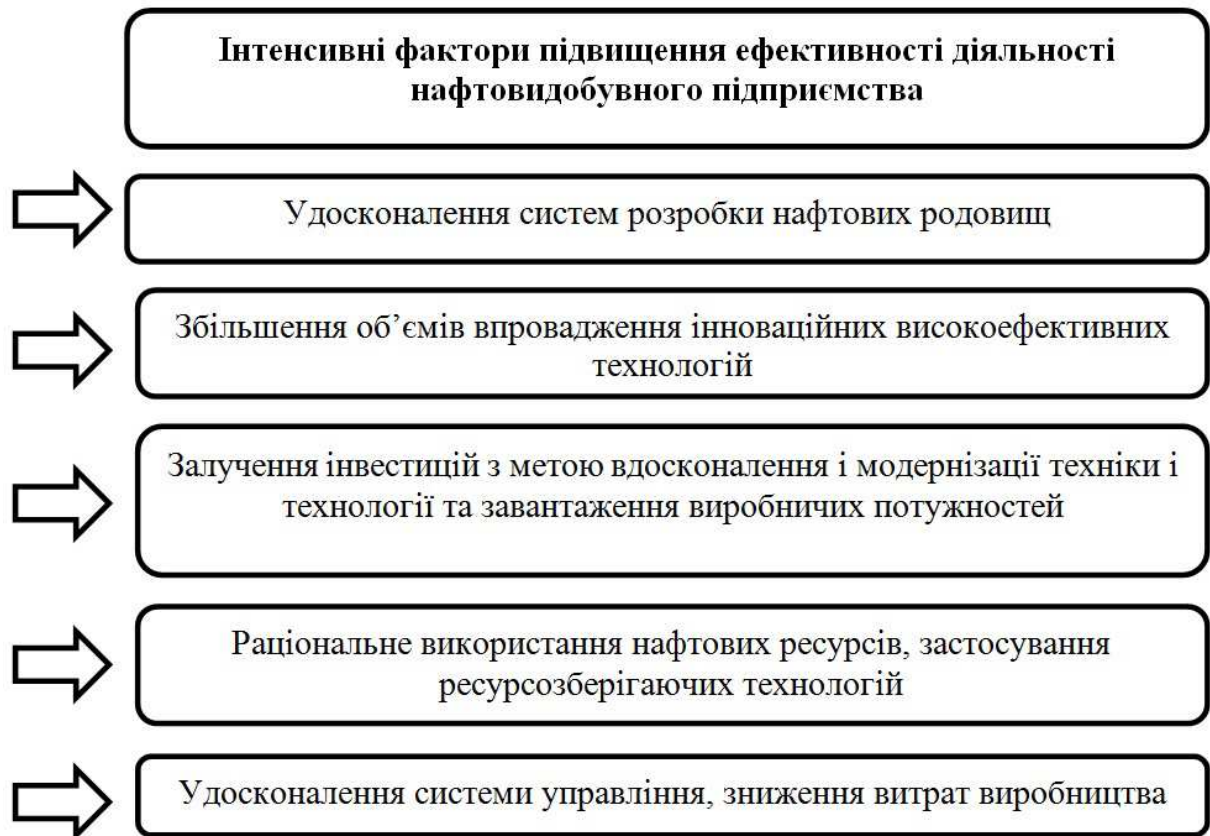 Інтенсивні фактори підвищення ефективності діяльності
нафтовидобувного підприємства
Удосконалення систем розробки нафтових родовищ
Збільшення об’ємів впровадження інноваційних високоефективних
технологій
Залучення інвестицій з метою вдосконалення і модернізації техніки і
технології та завантаження виробничих потужностей
Раціональне використання нафтових ресурсів, застосування
ресурсозберігаючих технологій
Удосконалення системи управління, зниження витрат виробництва